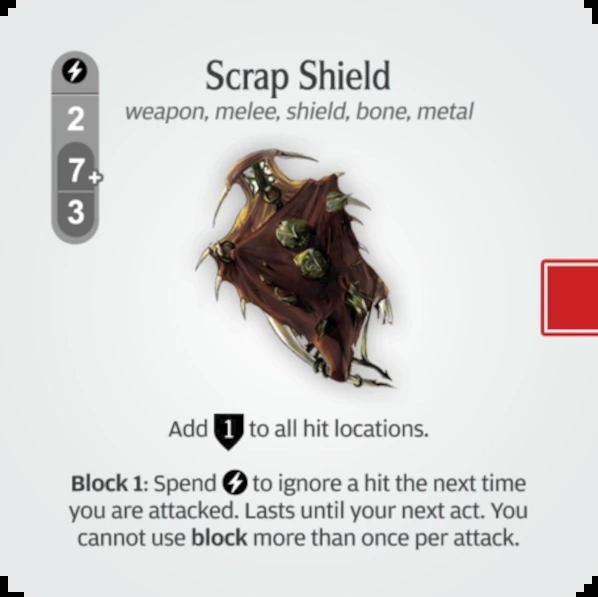 Scrap Shield
weapon, melee, shield, bone, metal
2
7+
3
Add 1 to all hit locations.
Block 1: Spend to ignore a hit the next time
you are attacked. Lasts until your next act. You
cannot use block more than once per attack.